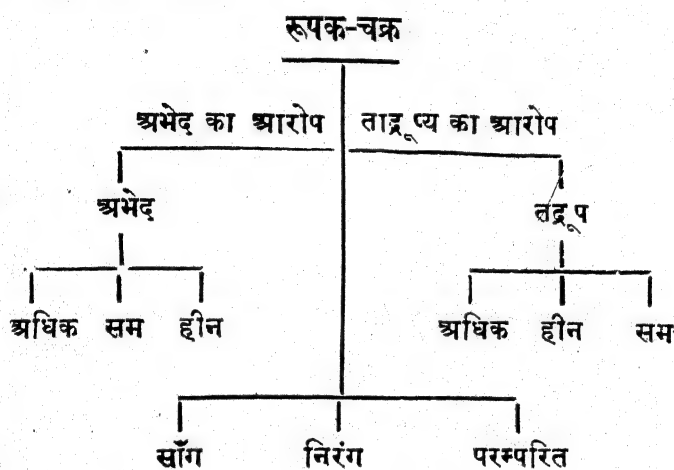 रूपक-चक्र
अभेद का आरोप ताद्रूप्य का आरोप
अभेद तद्रूप
अधिक सम हीन अधिक हीन सम
साँग निरंग परम्परित